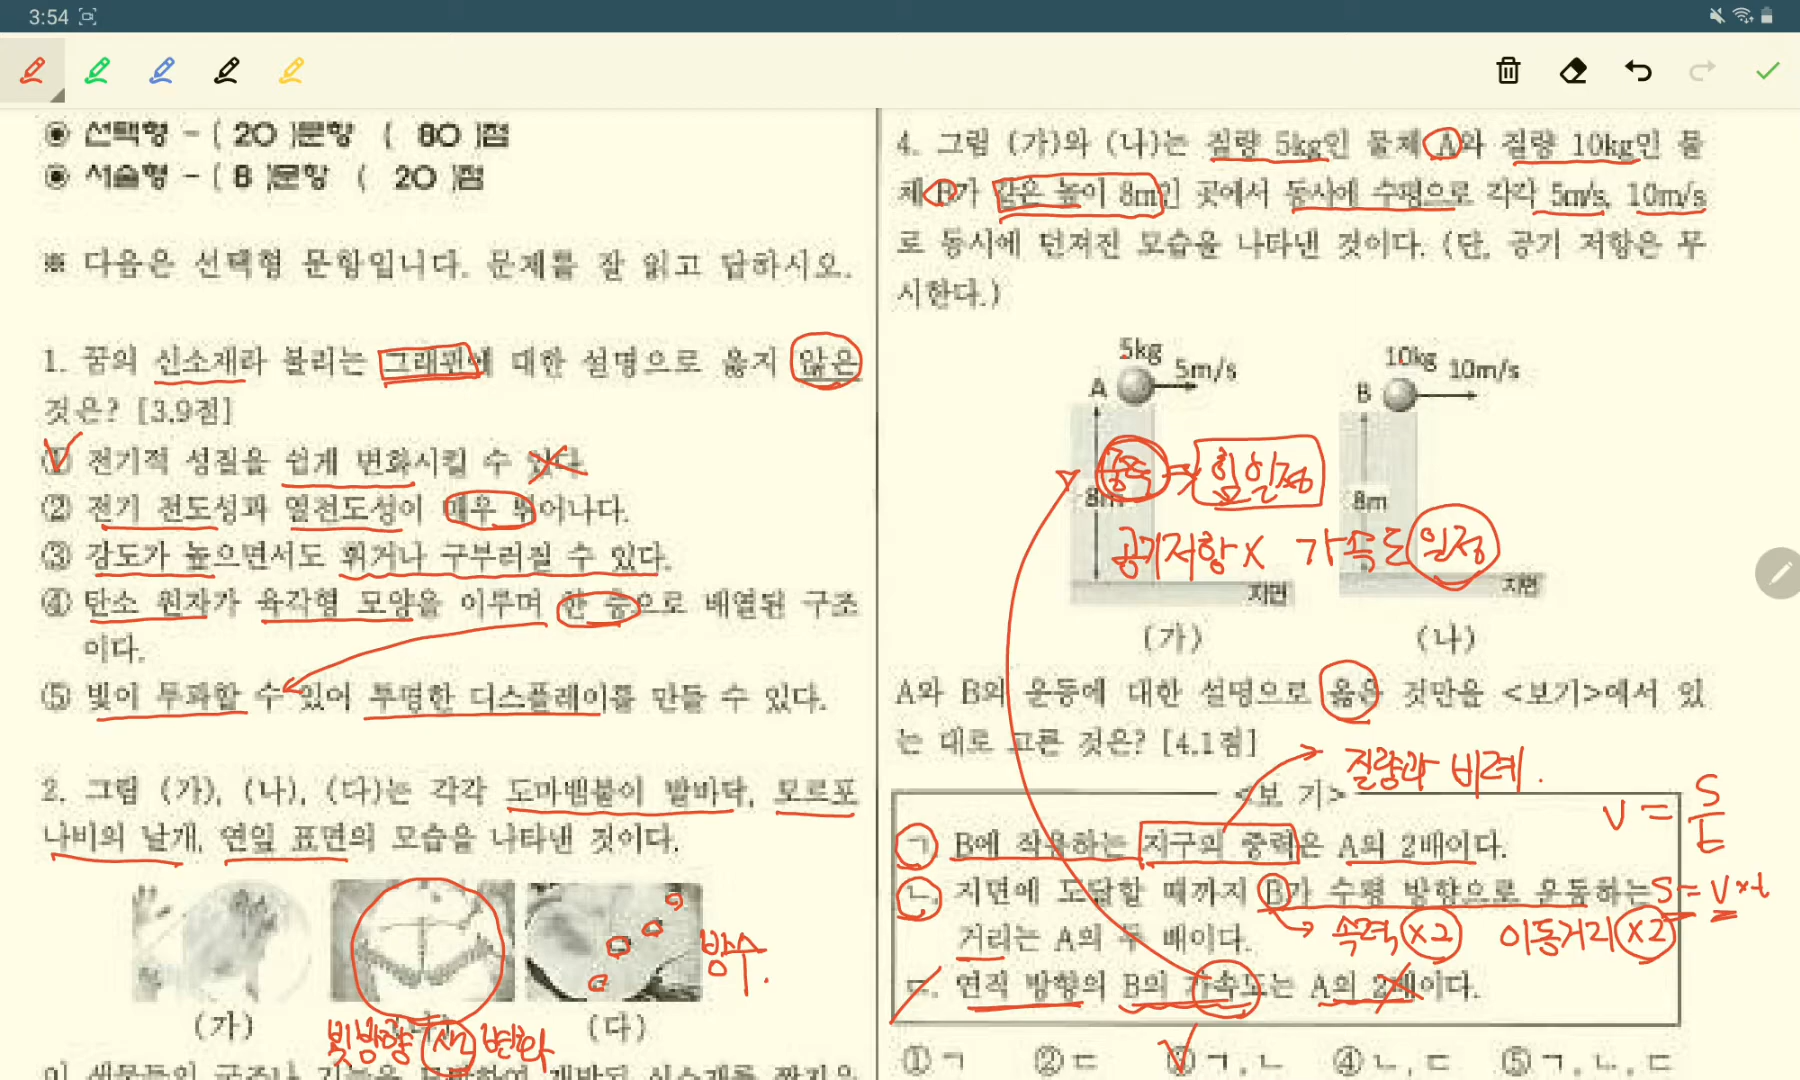 3:54
◉ 선택형 - ( 20 )문항 ( 80 )점
◉ 서술형 - ( 8 )문항 ( 20 )점
※ 다음은 선택형 문항입니다. 문제를 잘 읽고 답하시오.
1. 꿈의 신소재라 불리는 그래핀에 대한 설명으로 옳지 않은
것은? [3.9점]
① 전기적 성질을 쉽게 변화시킬 수 있다.
② 전기 전도성과 열전도성이 매우 뛰어나다.
③ 강도가 높으면서도 휘거나 구부러질 수 있다.
④ 탄소 원자가 육각형 모양을 이루며 한 층으로 배열된 구조
이다.
⑤ 빛이 투과할 수 있어 투명한 디스플레이를 만들 수 있다.
2. 그림 (가), (나), (다)는 각각 도마뱀붙이 발바닥, 모르포
나비의 날개, 연잎 표면의 모습을 나타낸 것이다.
방수.
(가) (다)
빛 방향 색 변화
4. 그림 (가)와 (나)는 질량 5kg인 물체 A와 질량 10kg인 물
체 B가 같은 높이 8m인 곳에서 동시에 수평으로 각각 5m/s, 10m/s
로 동시에 던져진 모습을 나타낸 것이다. (단, 공기 저항은 무
시한다.)
5kg
A 5m/s
10kg
B 10m/s
중력 → 힘 일정
8m 8m
공기저항 X 가속도 일정
지면 지면
(가) (나)
A와 B의 운동에 대한 설명으로 옳은 것만을 <보기>에서 있
는 대로 고른 것은? [4.1점]
질량과 비례.
<보 기>
V = S/t
ㄱ. B에 작용하는 지구의 중력은 A의 2배이다.
ㄴ. 지면에 도달할 때까지 B가 수평 방향으로 운동하는 S = V×t
거리는 A의 두 배이다. 속력 ×2 이동거리 ×2
ㄷ. 연직 방향의 B의 가속도는 A의 2배이다.
① ㄱ ② ㄷ ③ ㄱ, ㄴ ④ ㄴ, ㄷ ⑤ ㄱ, ㄴ, ㄷ